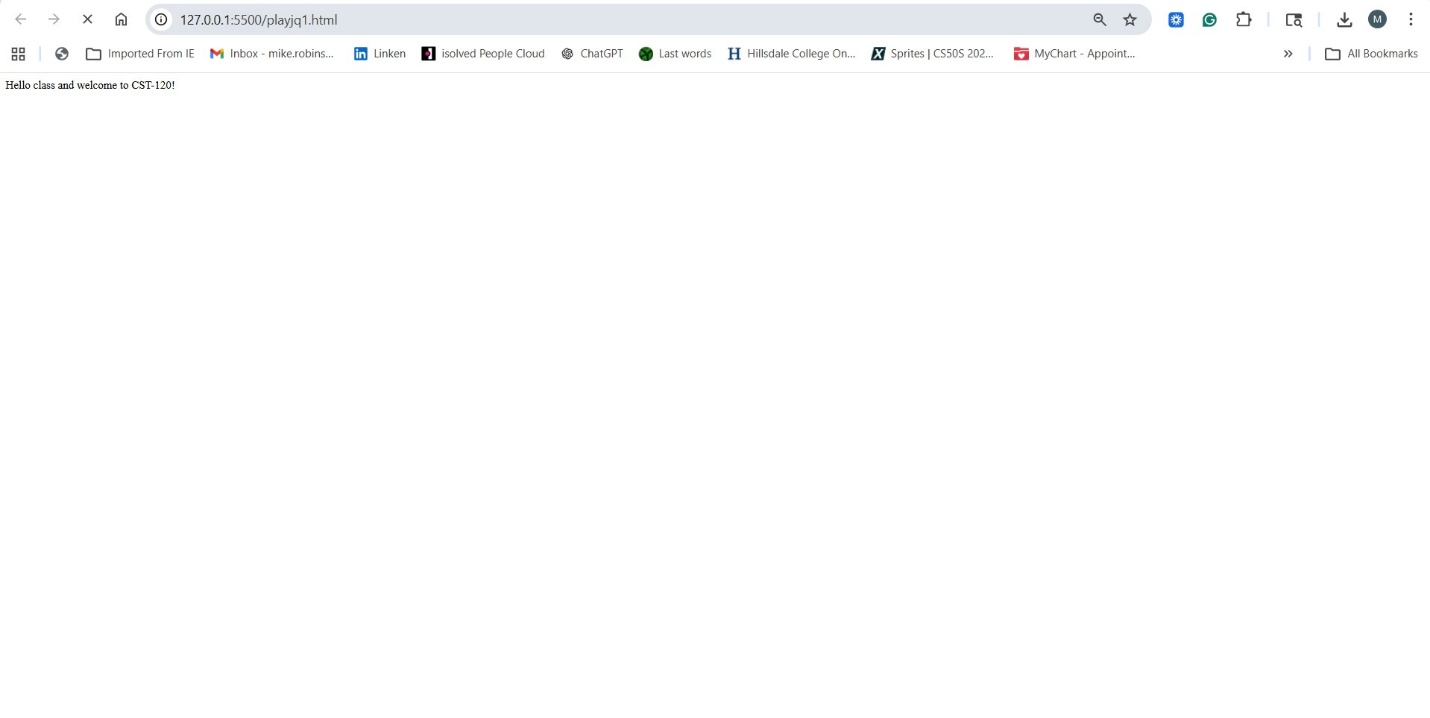 127.0.0.1:5500/playjq1.html
M
Imported From IE Inbox - mike.robins... Linken isolved People Cloud ChatGPT Last words Hillsdale College On... Sprites | CS50S 202... MyChart - Appoint... » All Bookmarks
Hello class and welcome to CST-120!